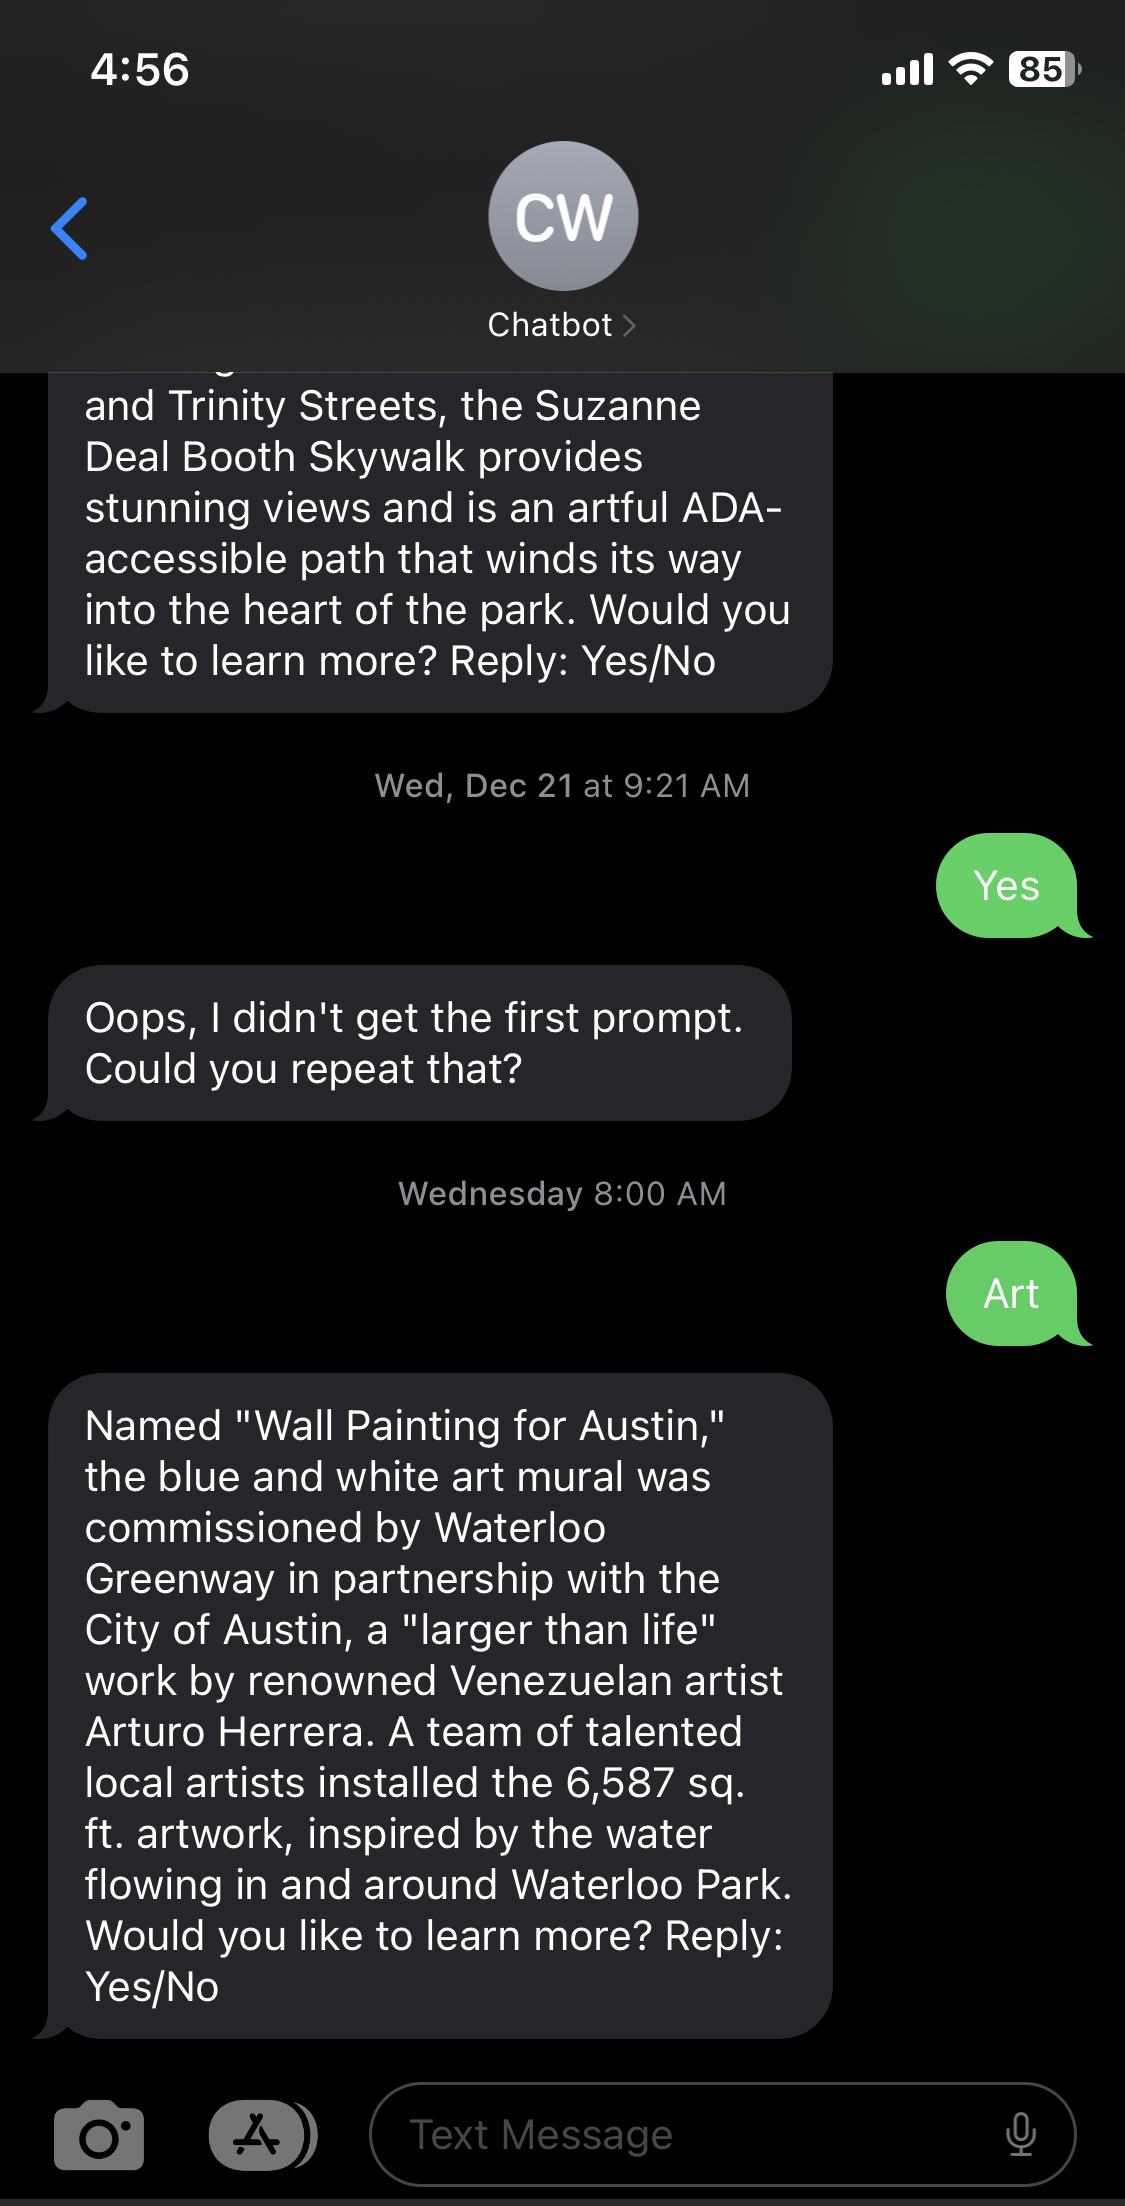 4:56
85
CW
Chatbot
and Trinity Streets, the Suzanne
Deal Booth Skywalk provides
stunning views and is an artful ADA-
accessible path that winds its way
into the heart of the park. Would you
like to learn more? Reply: Yes/No
Wed, Dec 21 at 9:21 AM
Yes
Oops, I didn't get the first prompt.
Could you repeat that?
Wednesday 8:00 AM
Art
Named "Wall Painting for Austin,"
the blue and white art mural was
commissioned by Waterloo
Greenway in partnership with the
City of Austin, a "larger than life"
work by renowned Venezuelan artist
Arturo Herrera. A team of talented
local artists installed the 6,587 sq.
ft. artwork, inspired by the water
flowing in and around Waterloo Park.
Would you like to learn more? Reply:
Yes/No
Text Message